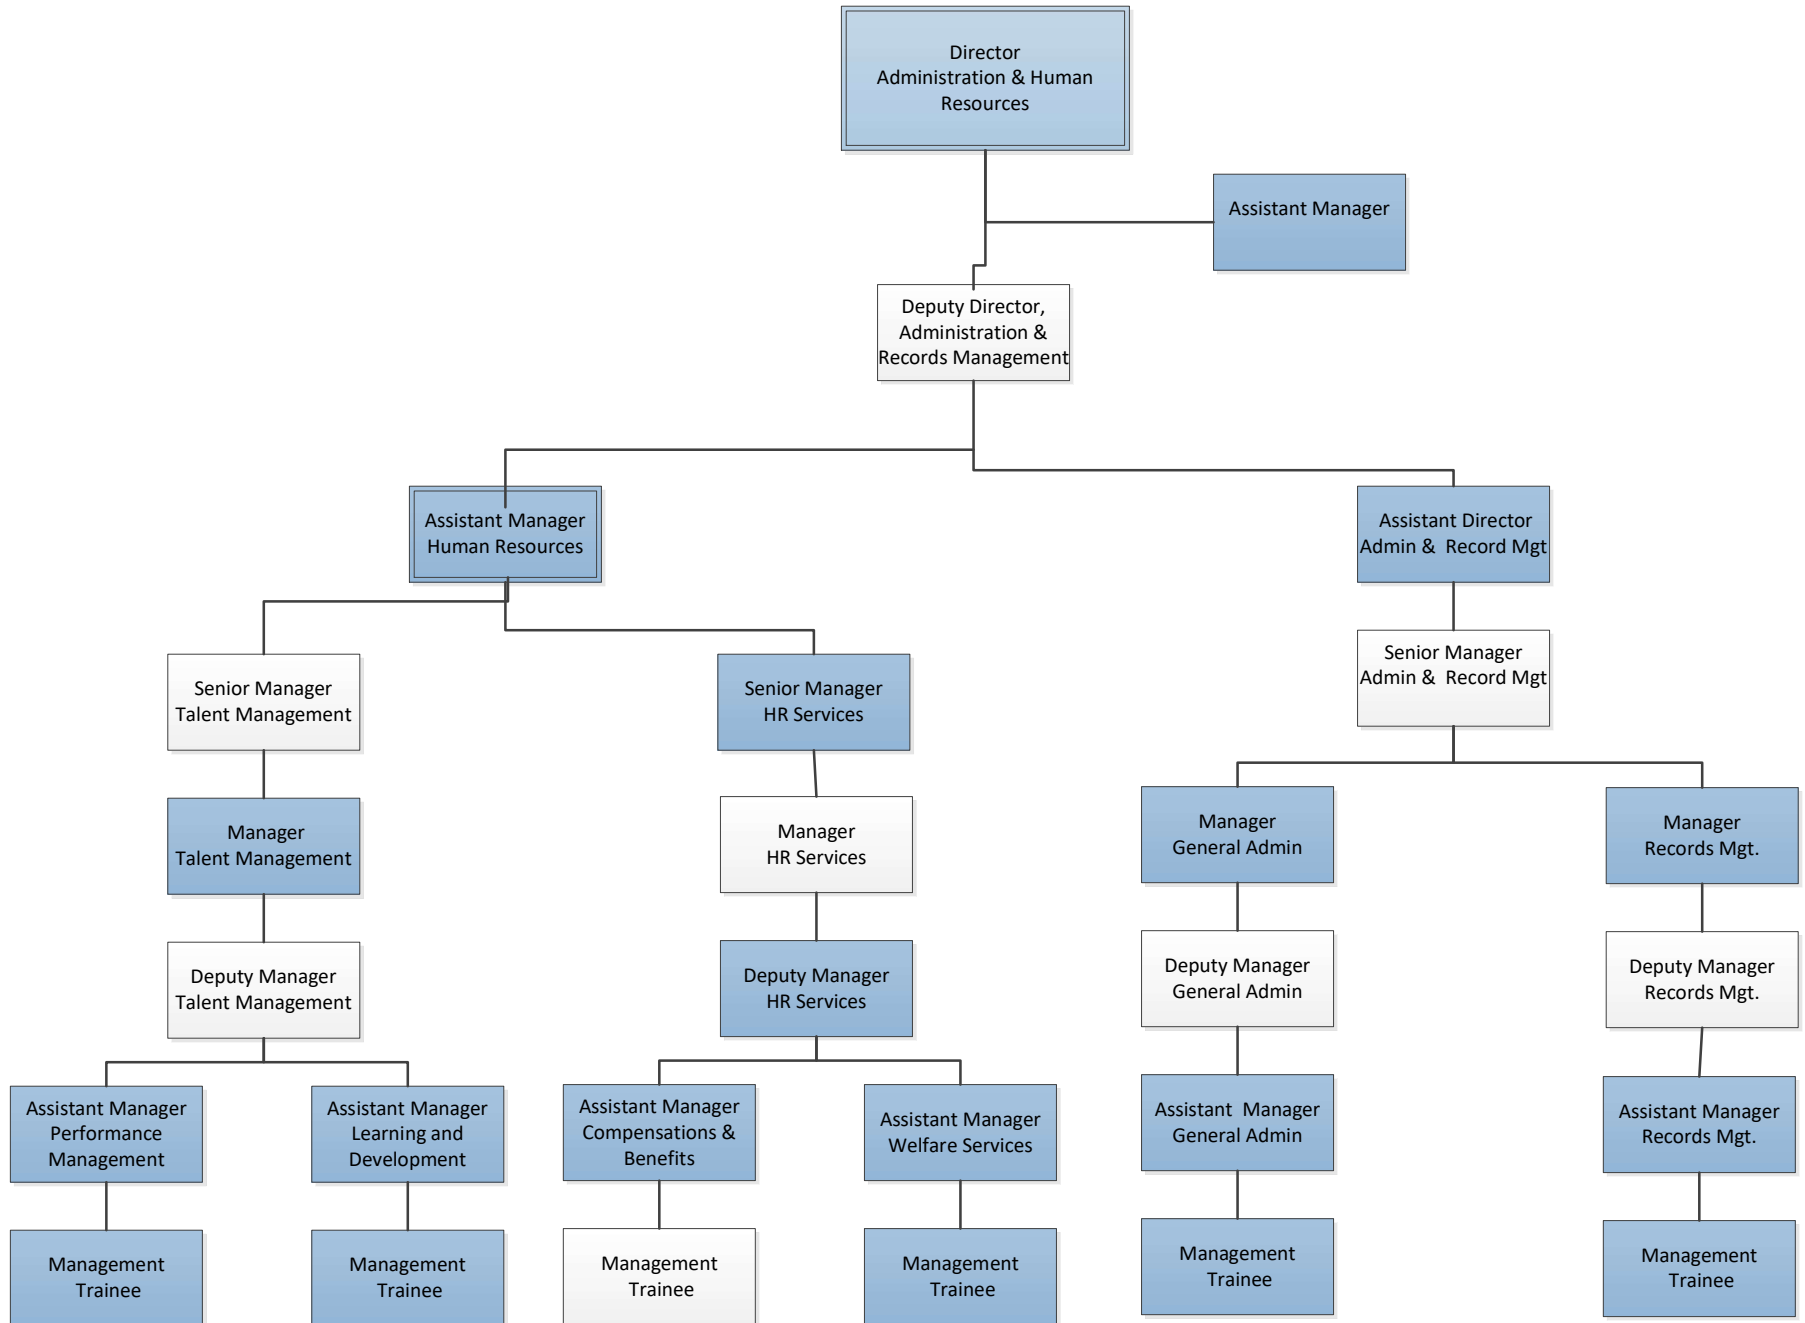 Director
Administration & Human
Resources
Assistant Manager
Deputy Director,
Administration &
Records Management
Assistant Manager
Human Resources
Assistant Director
Admin &  Record Mgt
Senior Manager
Talent Management
Senior Manager
HR Services
Senior Manager
Admin &  Record Mgt
Manager
Talent Management
Manager
HR Services
Manager
General Admin
Manager
Records Mgt.
Deputy Manager
Talent Management
Deputy Manager
HR Services
Deputy Manager
General Admin
Deputy Manager
Records Mgt.
Assistant Manager
Performance
Management
Assistant Manager
Learning and
Development
Assistant Manager
Compensations &
Benefits
Assistant Manager
Welfare Services
Assistant  Manager
General Admin
Assistant Manager
Records Mgt.
Management
Trainee
Management
Trainee
Management
Trainee
Management
Trainee
Management
Trainee
Management
Trainee